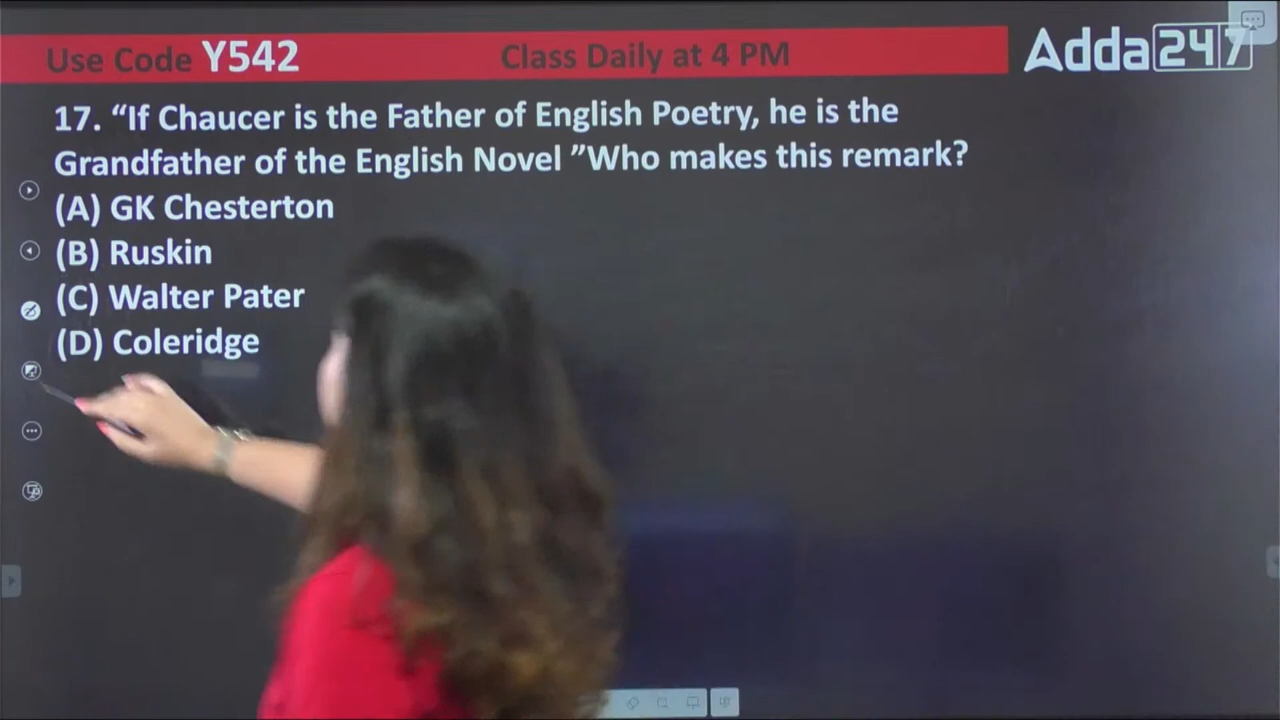 Use Code Y542 Class Daily at 4 PM
Adda247
17. “If Chaucer is the Father of English Poetry, he is the
Grandfather of the English Novel ”Who makes this remark?
(A) GK Chesterton
(B) Ruskin
(C) Walter Pater
(D) Coleridge